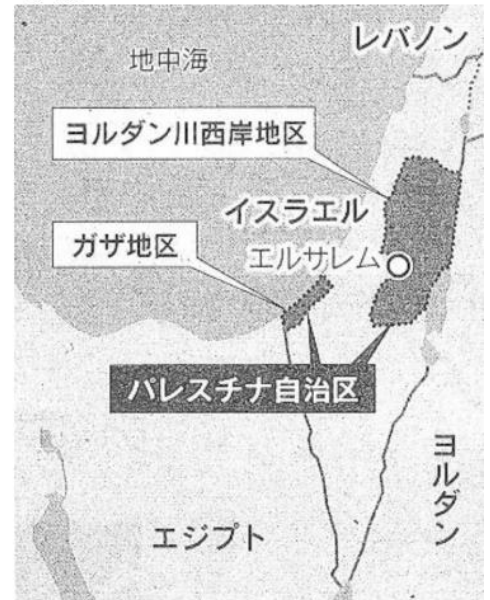 レバノン
地中海
ヨルダン川西岸地区
イスラエル
ガザ地区
エルサレム
パレスチナ自治区
ヨルダン
エジプト